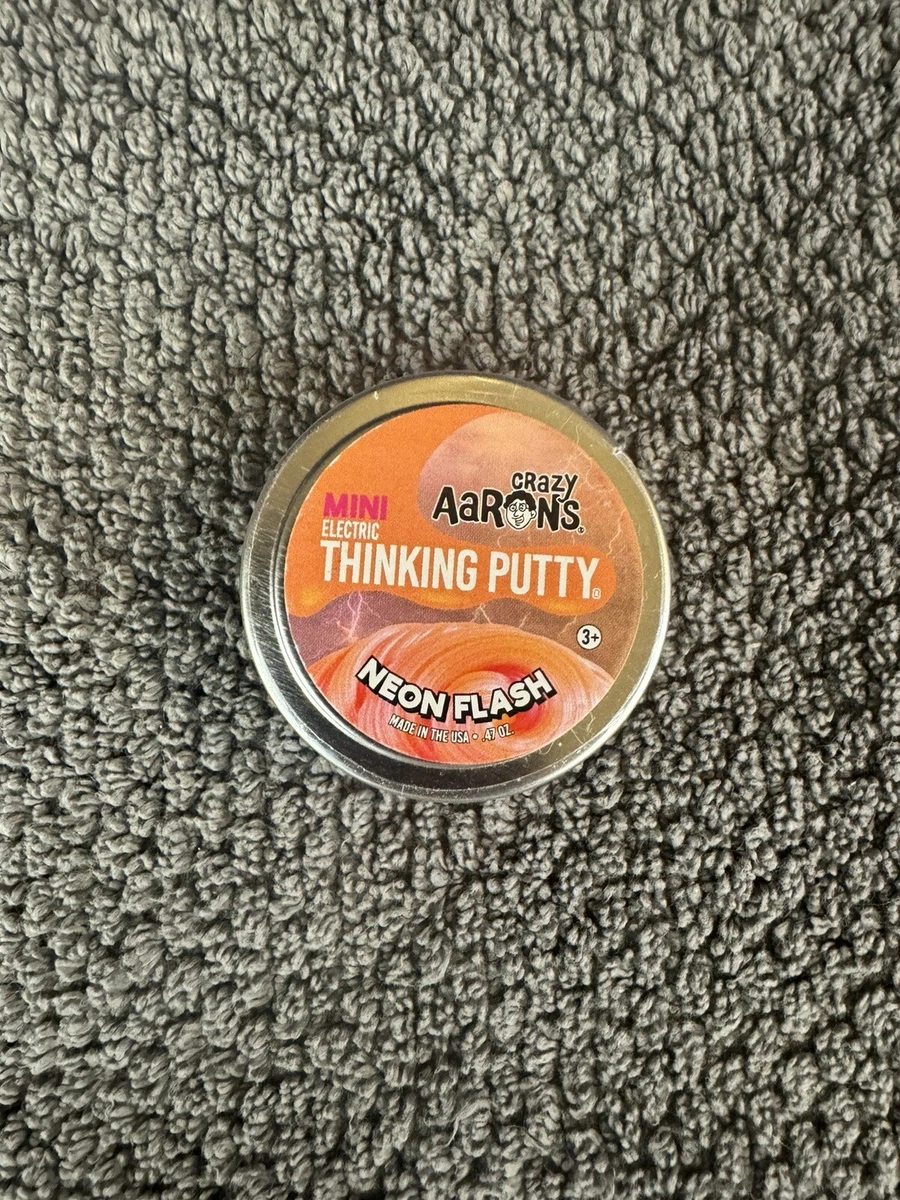 CRaZY
AaRONS®
MINI
ELECTRIC
THINKING PUTTY®
3+
NEON FLASH
MADE IN THE USA • .47 OZ.